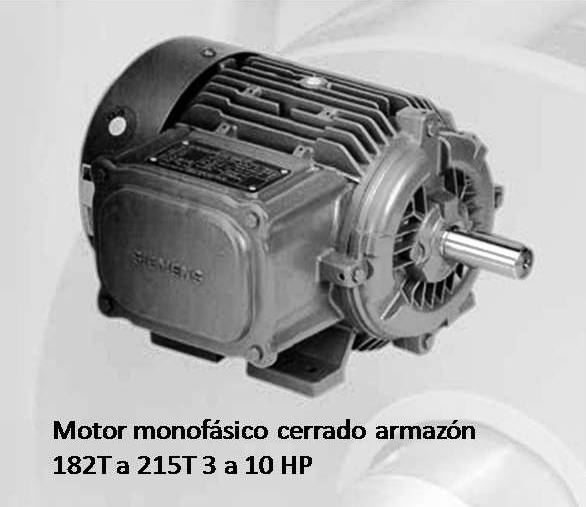 SIEMENS
Motor monofásico cerrado armazón
182T a 215T 3 a 10 HP